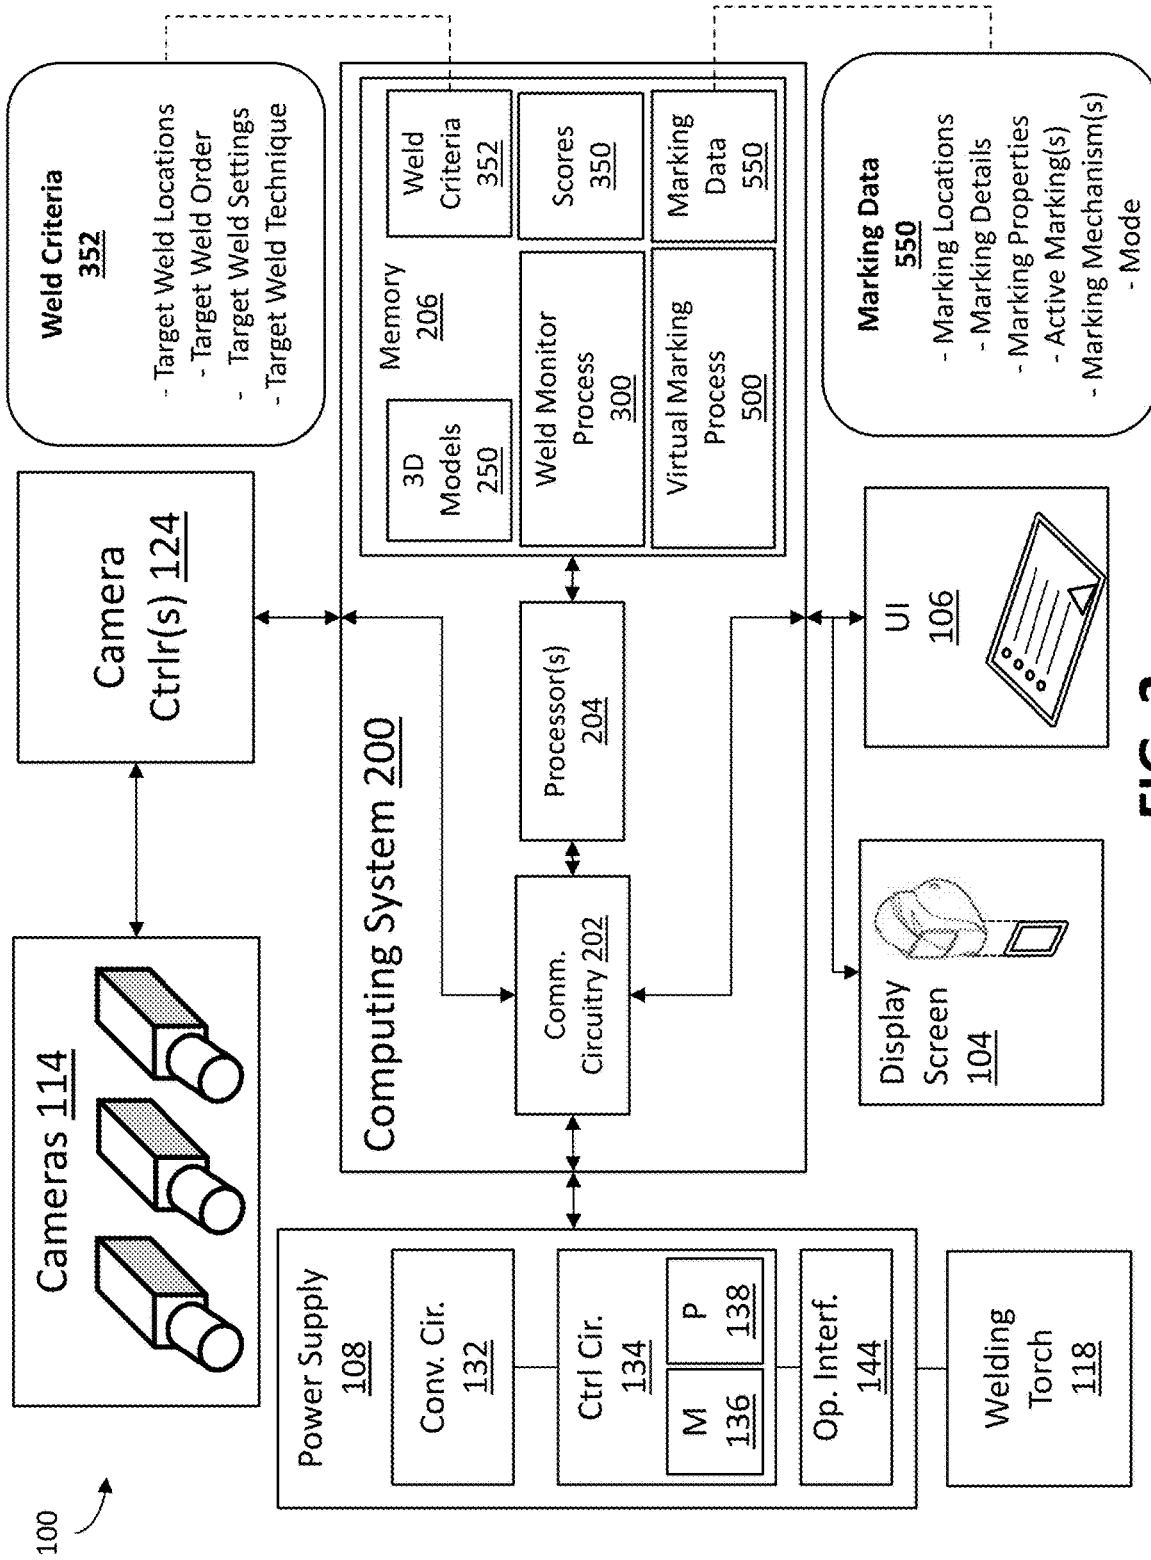 100
Cameras 114
Camera
Ctrlr(s) 124
Weld Criteria
352
- Target Weld Locations
- Target Weld Order
- Target Weld Settings
- Target Weld Technique
Power Supply
108
Conv. Cir.
132
Ctrl Cir.
134
M
136
P
138
Op. Interf.
144
Welding
Torch
118
Computing System 200
Comm.
Circuitry 202
Processor(s)
204
Memory
206
3D
Models
250
Weld
Criteria
352
Weld Monitor
Process
300
Scores
350
Virtual Marking
Process
500
Marking
Data
550
Display
Screen
104
UI
106
Marking Data
550
- Marking Locations
- Marking Details
- Marking Properties
- Active Marking(s)
- Marking Mechanism(s)
- Mode
FIG.